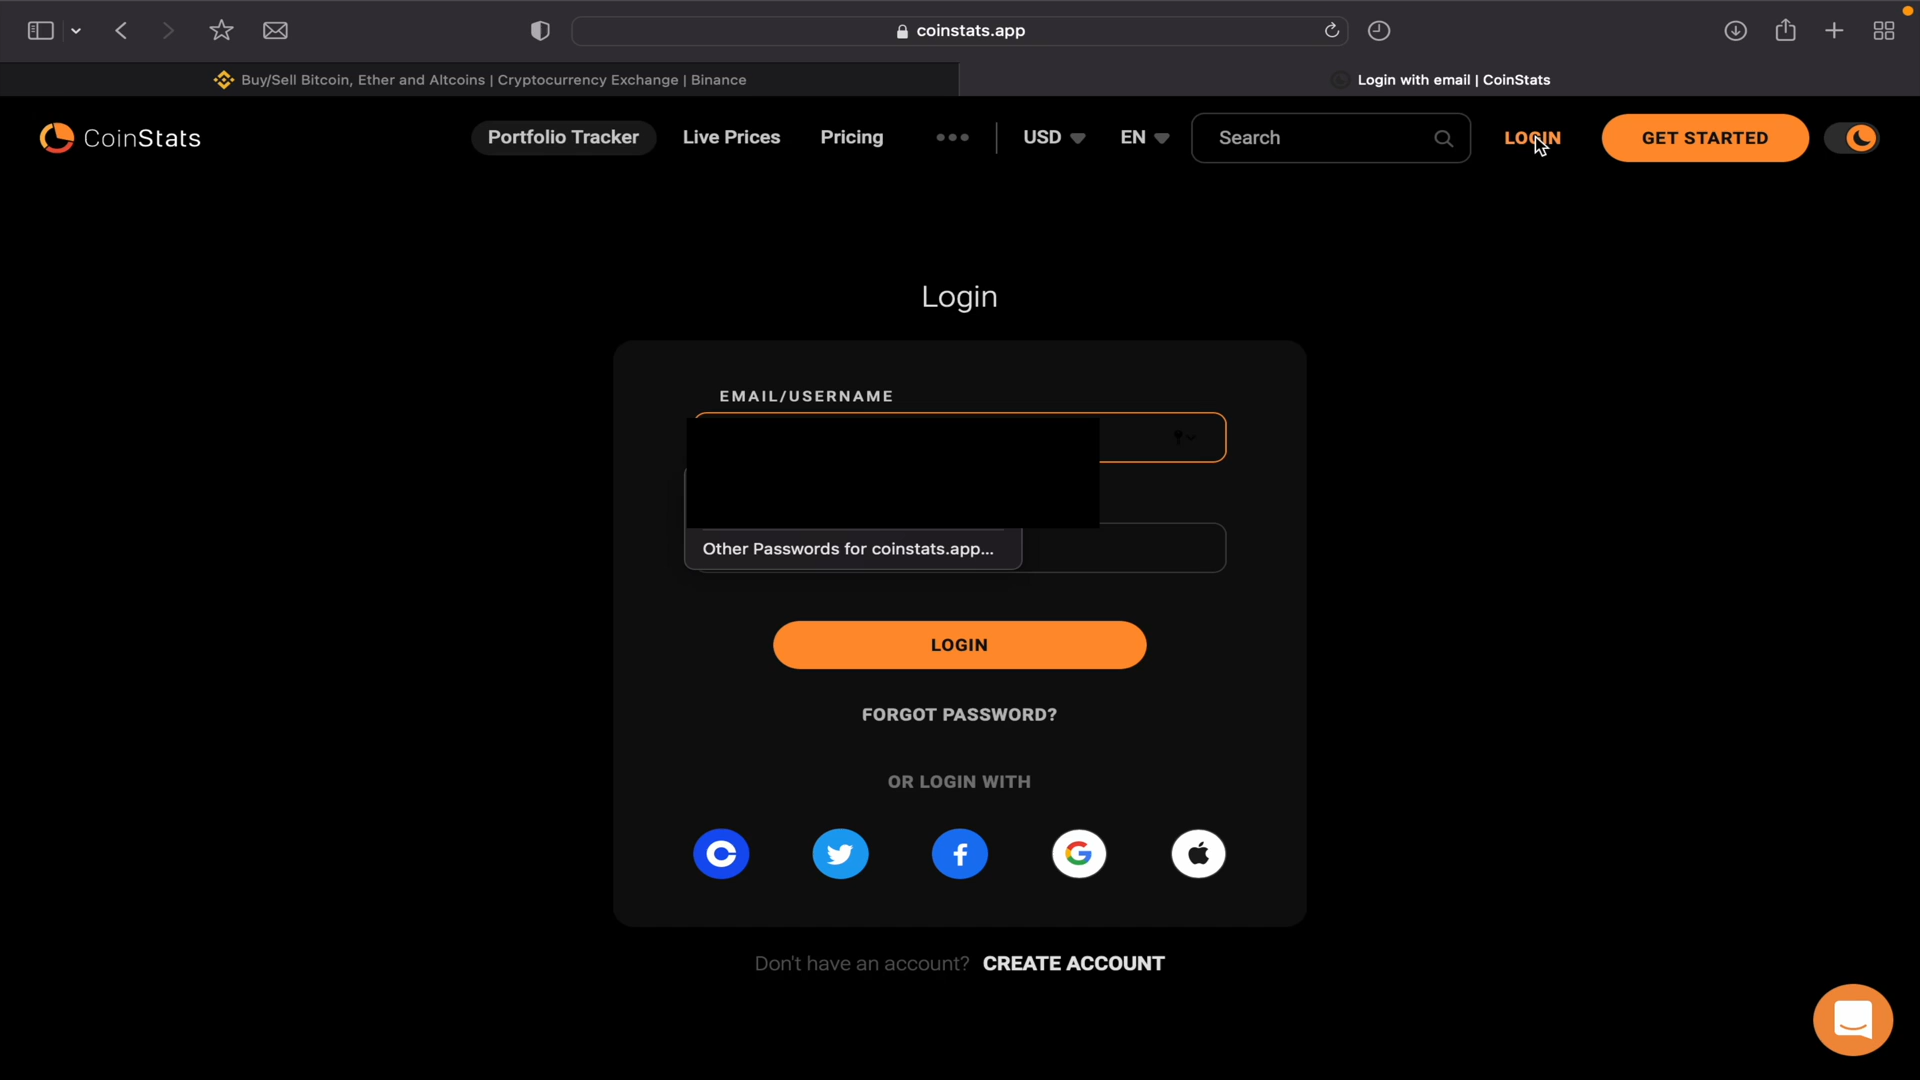 coinstats.app
Buy/Sell Bitcoin, Ether and Altcoins | Cryptocurrency Exchange | Binance
Login with email | CoinStats
CoinStats
Portfolio Tracker
Live Prices
Pricing
USD
EN
Search
LOGIN
GET STARTED
Login
EMAIL/USERNAME
Other Passwords for coinstats.app...
LOGIN
FORGOT PASSWORD?
OR LOGIN WITH
Don't have an account? CREATE ACCOUNT